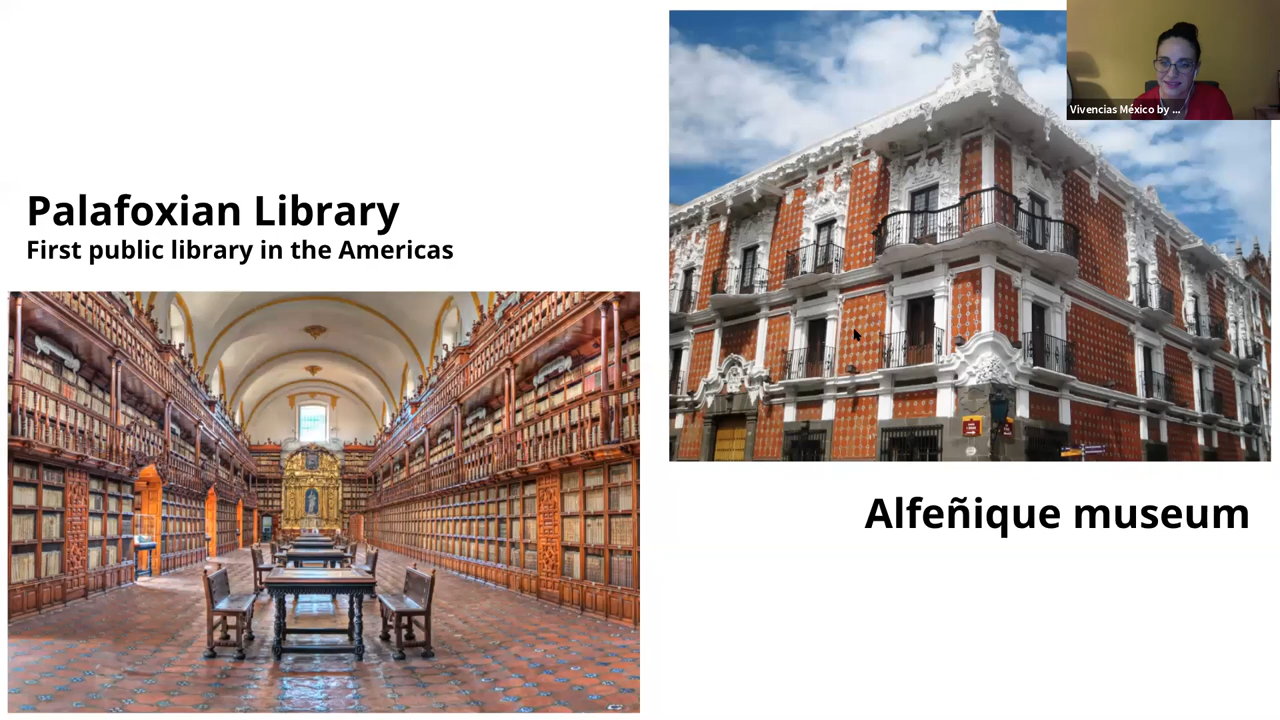 Palafoxian Library
First public library in the Americas
Vivencias México by ...
Alfeñique museum